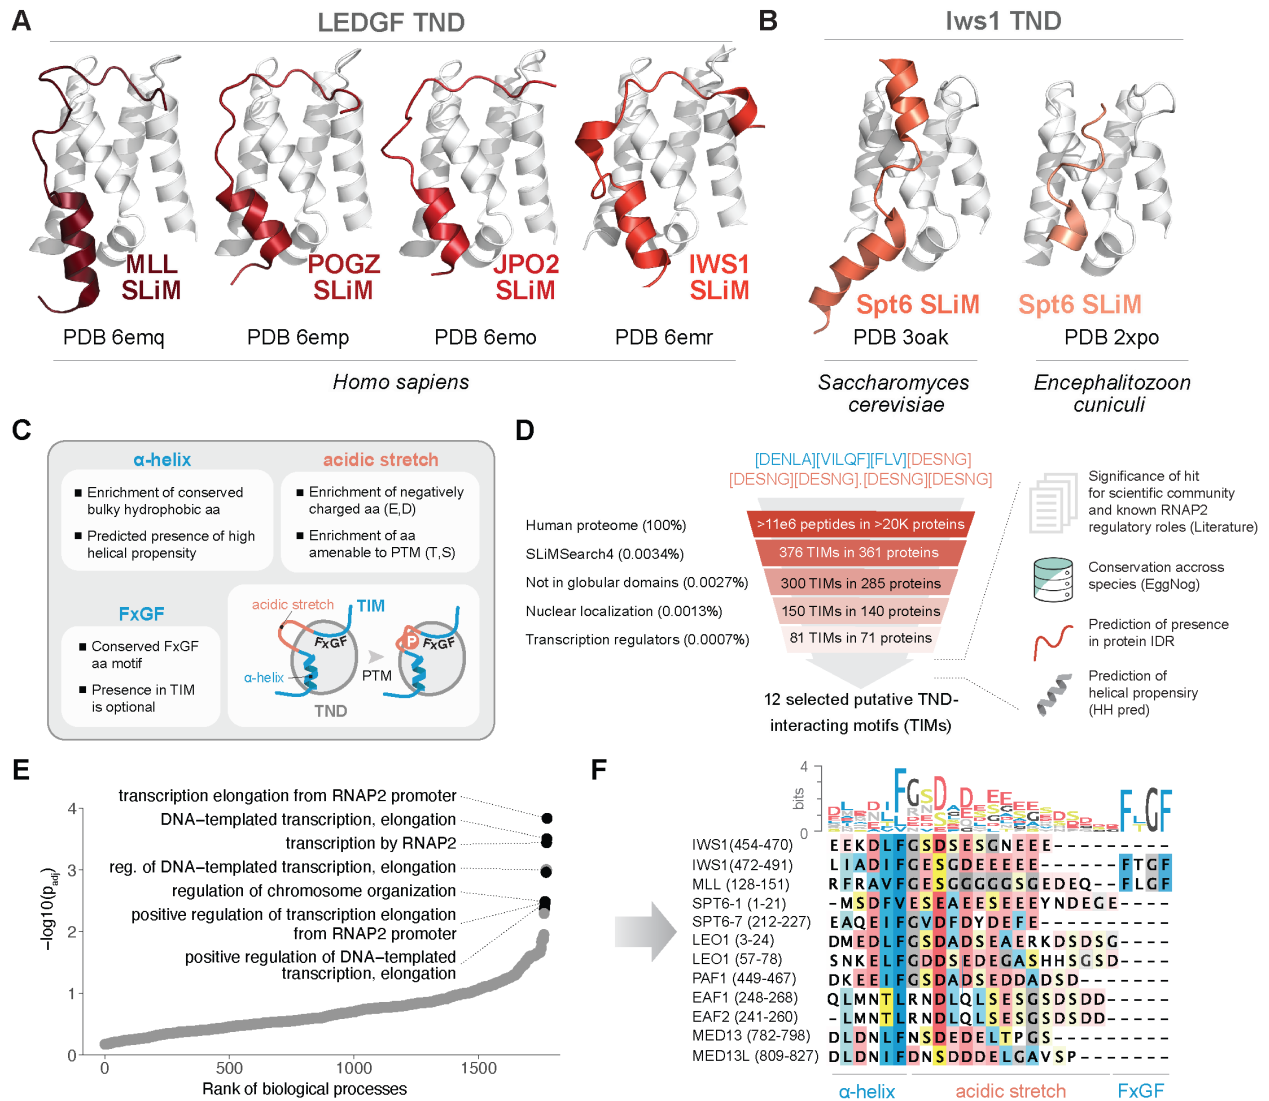 A
LEDGF TND
MLL
SLiM
POGZ
SLiM
JPO2
SLiM
IWS1
SLiM
PDB 6emq
PDB 6emp
PDB 6emo
PDB 6emr
Homo sapiens
B
Iws1 TND
Spt6 SLiM
Spt6 SLiM
PDB 3oak
PDB 2xpo
Saccharomyces
cerevisiae
Encephalitozoon
cuniculi
C
α-helix
■ Enrichment of conserved
bulky hydrophobic aa
■ Predicted presence of high
helical propensity
acidic stretch
■ Enrichment of negatively
charged aa (E,D)
■ Enrichment of aa
amenable to PTM (T,S)
FxGF
■ Conserved FxGF
aa motif
■ Presence in TIM
is optional
acidic stretch
TIM
FxGF
FxGF
P
α-helix
PTM
TND
D
[DENLA][VILQF][FLV][DESNG]
[DESNG][DESNG].[DESNG][DESNG]
Human proteome (100%)
>11e6 peptides in >20K proteins
SLiMSearch4 (0.0034%)
376 TIMs in 361 proteins
Not in globular domains (0.0027%)
300 TIMs in 285 proteins
Nuclear localization (0.0013%)
150 TIMs in 140 proteins
Transcription regulators (0.0007%)
81 TIMs in 71 proteins
12 selected putative TND-
interacting motifs (TIMs)
Significance of hit
for scientific community
and known RNAP2
regulatory roles (Literature)
Conservation accross
species (EggNog)
Prediction of presence
in protein IDR
Prediction of
helical propensiry
(HH pred)
E
transcription elongation from RNAP2 promoter
DNA−templated transcription, elongation
transcription by RNAP2
reg. of DNA−templated transcription, elongation
regulation of chromosome organization
positive regulation of transcription elongation
from RNAP2 promoter
positive regulation of DNA−templated
transcription, elongation
−log10(padj)
4
3
2
1
0
0
500
1000
1500
Rank of biological processes
F
4
2
0
bits
IWS1(454-470) EEKDLFGSDSESGNEEE---------
IWS1(472-491) LIADIFGESGDEEEEE------FTGF
MLL (128-151) RFRAVFGESGGGGGSGEDEQ--FLGF
SPT6-1 (1-21) -MSDFVESEAEESEEEYNDEGE----
SPT6-7 (212-227) EAQEIFGVDFDYDEFE----------
LEO1 (3-24) DMEDLFGSDADSEAERKDSDSG----
LEO1 (57-78) SNKELFGDDSEDEGASHHSGSD----
PAF1 (449-467) DKEEIFGSDADSEDDADSD-------
EAF1 (248-268) QLMNTLRNDLQLSESGSDSDD-----
EAF2 (241-260) -LMNTLRNDLQLSESGSDSDD-----
MED13 (782-798) DLDNLFNSDEDELTPGS---------
MED13L (809-827) DLDNIFDNSDDDELGAVSP-------
α-helix
acidic stretch
FxGF